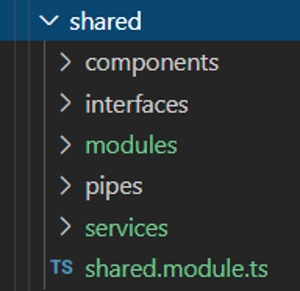 shared
components
interfaces
modules
pipes
services
TS shared.module.ts